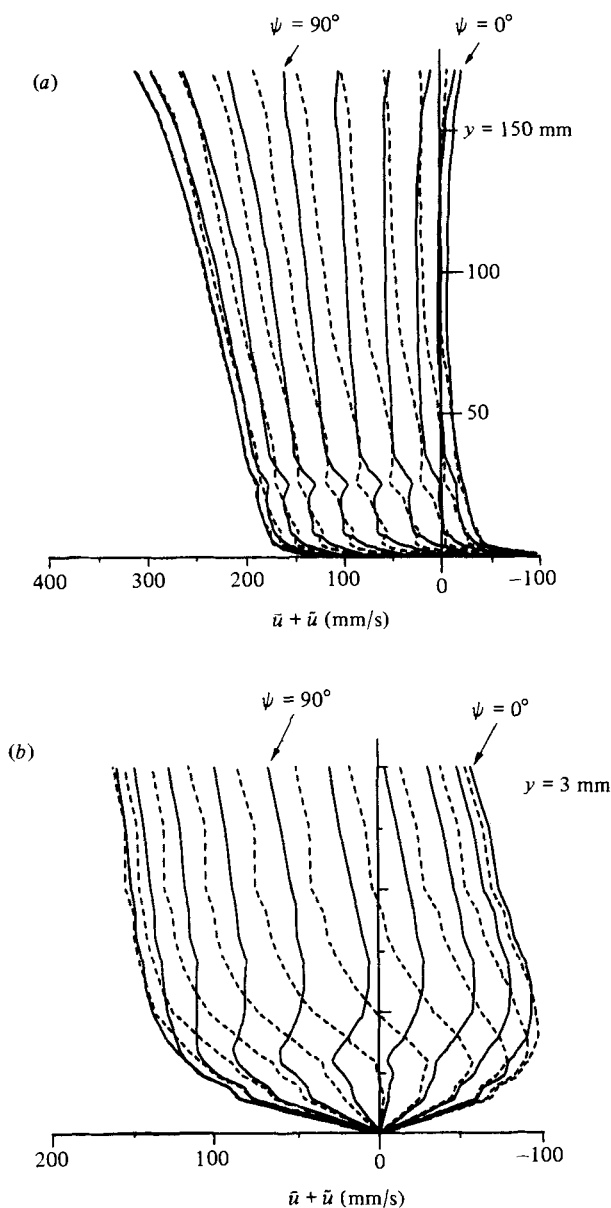 ψ = 90°
ψ = 0°
(a)
y = 150 mm
100
50
400
300
200
100
0
−100
ū + ũ (mm/s)
ψ = 90°
ψ = 0°
(b)
y = 3 mm
200
100
0
−100
ū + ũ (mm/s)